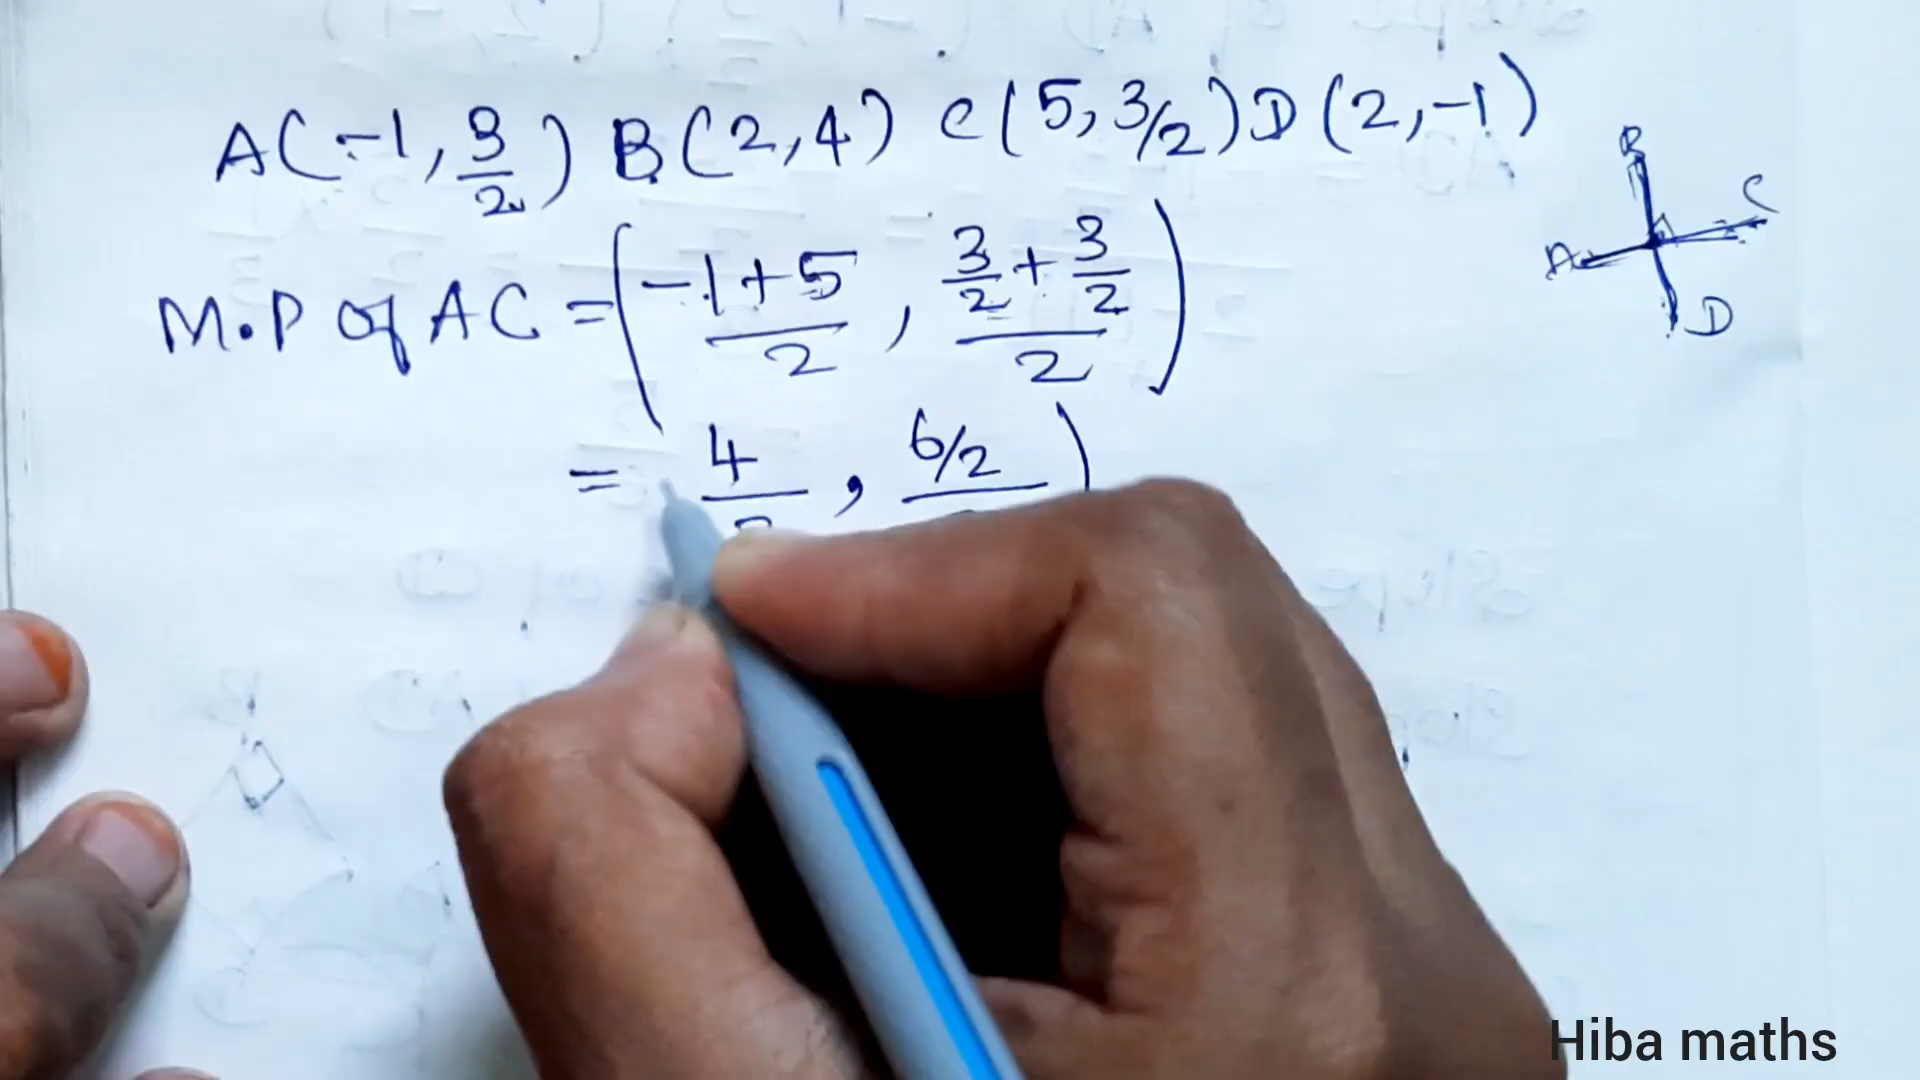 A(-1, 3/2) B(2,4) C(5, 3/2) D(2,-1)
M.P of AC = (-1+5/2, 3/2+3/2/2)
= 4/2, 6/2/
B
C
A
D
Hiba maths